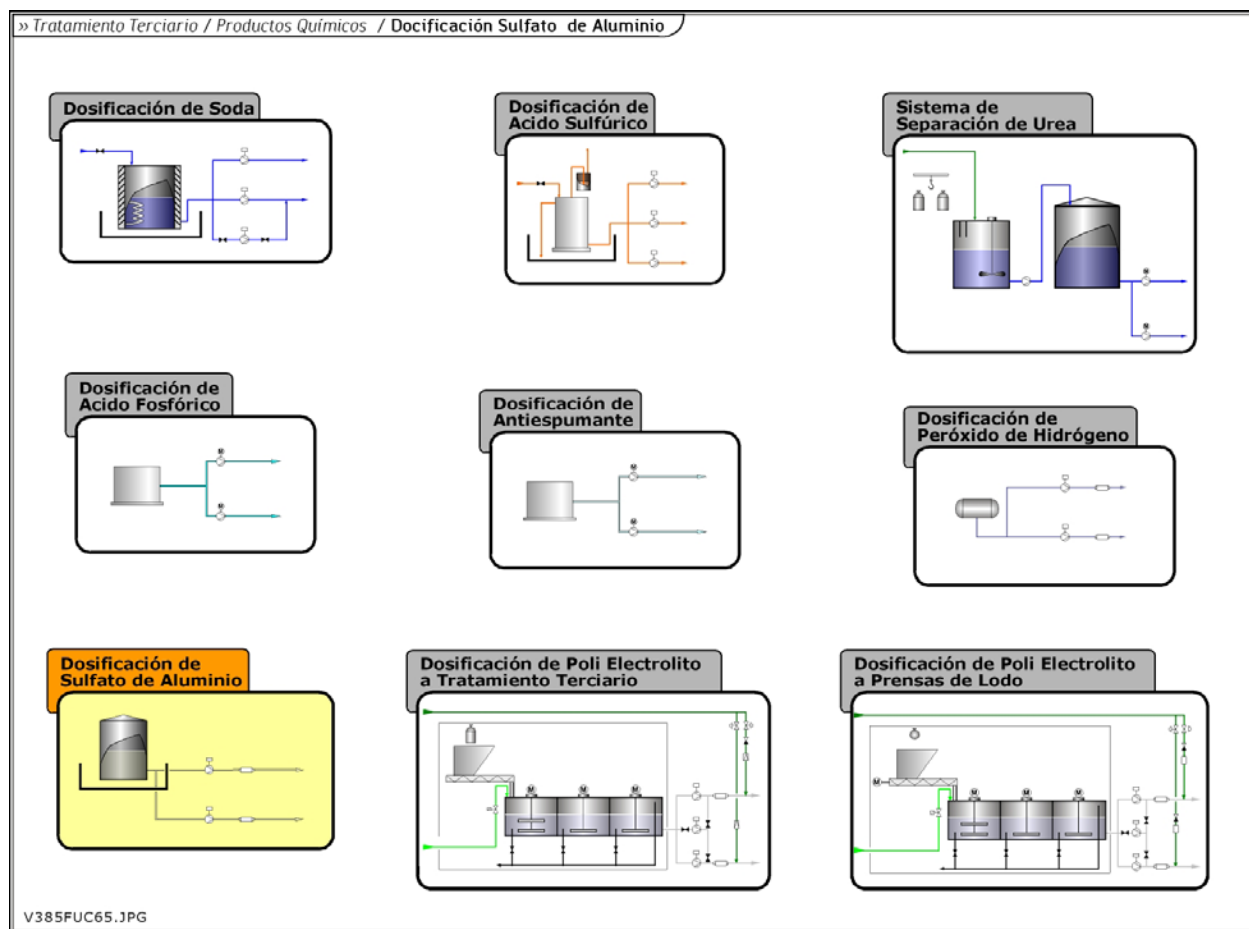 » Tratamiento Terciario / Productos Químicos / Docificación Sulfato de Aluminio
Dosificación de Soda
Dosificación de
Acido Sulfúrico
Sistema de
Separación de Urea
M
M
Dosificación de
Acido Fosfórico
M
M
Dosificación de
Antiespumante
M
M
Dosificación de
Peróxido de Hidrógeno
Dosificación de
Sulfato de Aluminio
Dosificación de Poli Electrolito
a Tratamiento Terciario
M
M
M
Dosificación de Poli Electrolito
a Prensas de Lodo
M
M
M
M
V385FUC65.JPG